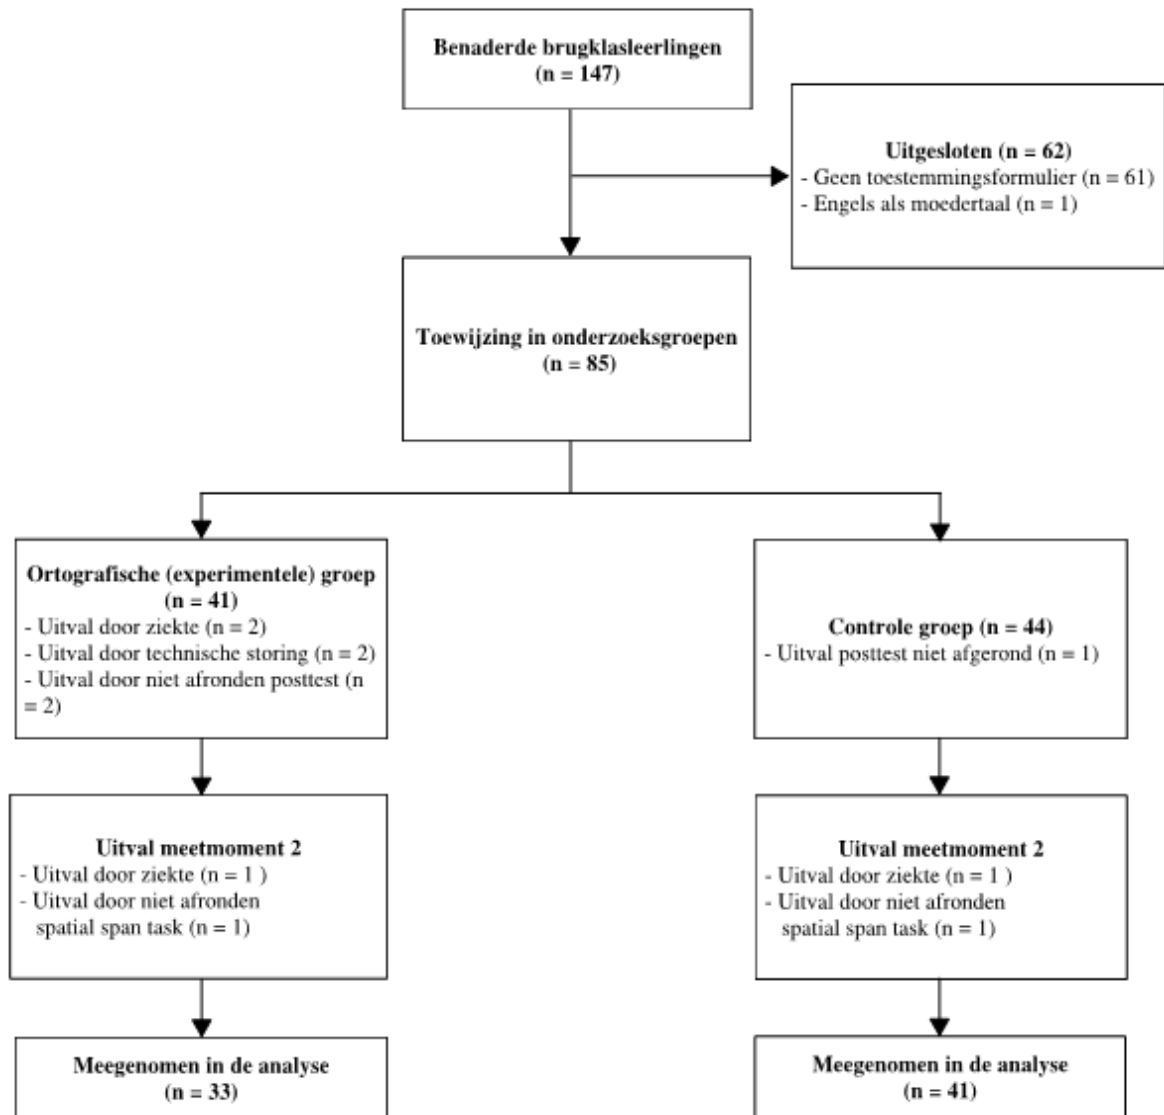 Benaderde brugklasleerlingen
(n = 147)
Uitgesloten (n = 62)
- Geen toestemmingsformulier (n = 61)
- Engels als moedertaal (n = 1)
Toewijzing in onderzoeksgroepen
(n = 85)
Ortografische (experimentele) groep
(n = 41)
- Uitval door ziekte (n = 2)
- Uitval door technische storing (n = 2)
- Uitval door niet afronden posttest (n
= 2)
Controle groep (n = 44)
- Uitval posttest niet afgerond (n = 1)
Uitval meetmoment 2
- Uitval door ziekte (n = 1 )
- Uitval door niet afronden
spatial span task (n = 1)
Uitval meetmoment 2
- Uitval door ziekte (n = 1 )
- Uitval door niet afronden
spatial span task (n = 1)
Meegenomen in de analyse
(n = 33)
Meegenomen in de analyse
(n = 41)